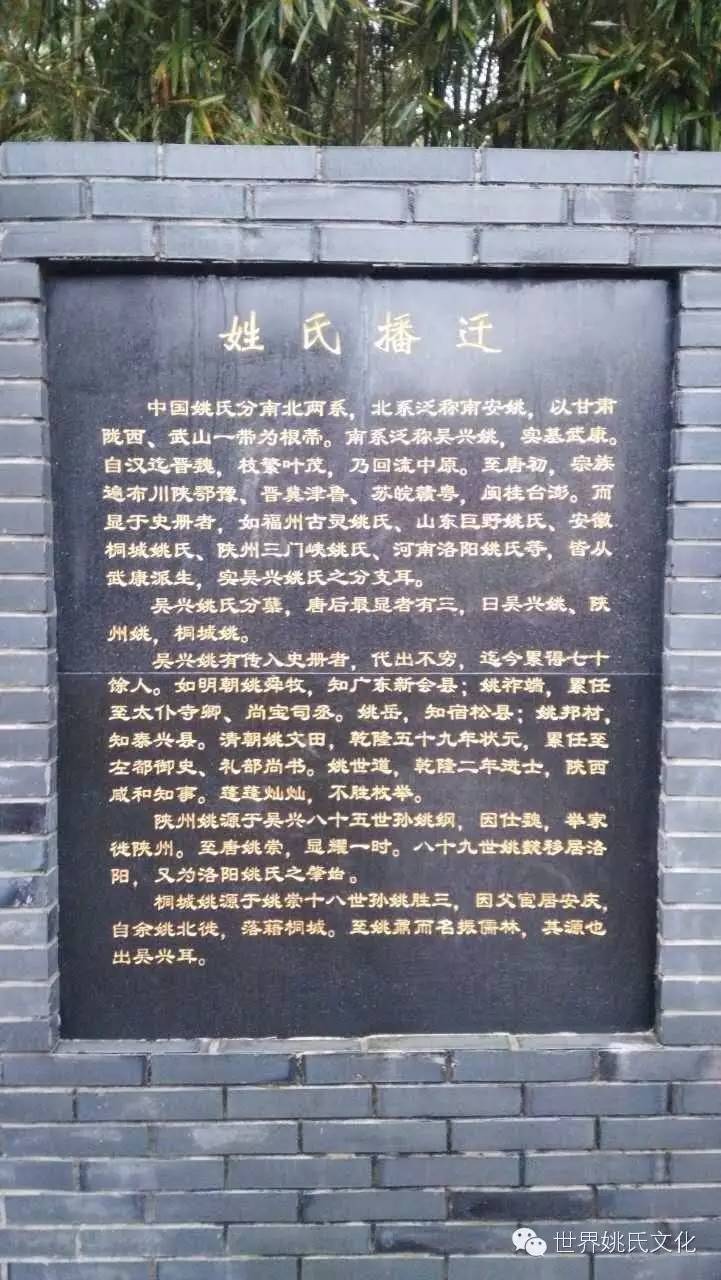 姓氏播迁
中国姚氏分南北两系，北系泛称南安姚，以甘肃
陇西、武山一带为根蒂。南系泛称吴兴姚，实基武康。
自汉迄晋魏，枝繁叶茂，乃回流中原。至唐初，宗族
遍布川陕鄂豫、晋冀津鲁、苏皖赣粤，闽桂台澎。而
显于史册者，如福州古灵姚氏、山东巨野姚氏、安徽
桐城姚氏、陕州三门峡姚氏、河南洛阳姚氏等，皆从
武康派生，实吴兴姚氏之分支耳。
吴兴姚氏分蘖，唐后最显者有三，曰吴兴姚、陕
州姚，桐城姚。
吴兴姚有传入史册者，代出不穷，迄今累得七十
馀人。如明朝姚舜牧，知广东新会县；姚祚端，累任
至太仆寺卿、尚宝司丞。姚岳，知宿松县；姚邦材，
知泰兴县。清朝姚文田，乾隆五十九年状元，累任至
左都御史、礼部尚书。姚世道，乾隆二年进士，陕西
咸和知事。蓬蓬灿灿，不胜枚举。
陕州姚源于吴兴八十五世孙姚纲，因仕魏，举家
徙陕州。至唐姚崇，显耀一时。八十九世姚懿移居洛
阳，又为洛阳姚氏之肇始。
桐城姚源于姚崇十八世孙姚胜三，因父宦居安庆，
自余姚北徙，落籍桐城。至姚鼐而名振儒林，其源也
出吴兴耳。
世界姚氏文化